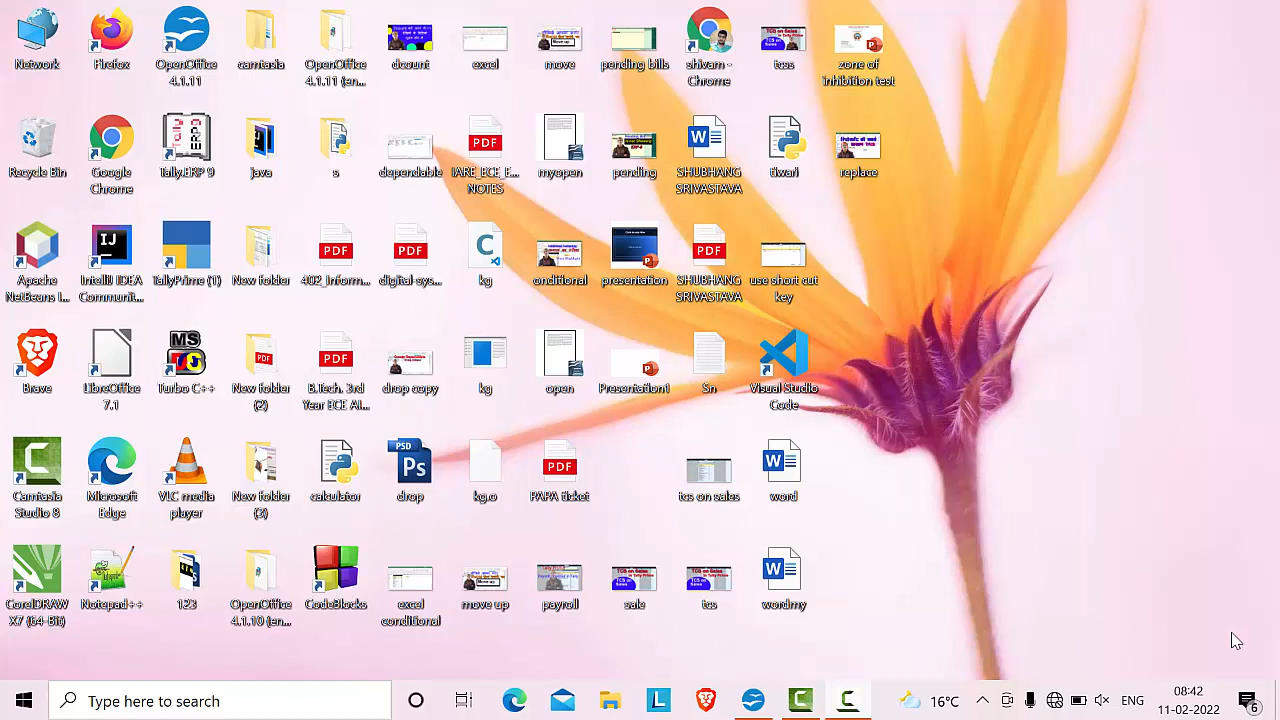 Network
Firefox
OpenOffice
4.1.11
camtasia
OpenOffice
4.1.11 (en...
dcount
excel
move
pending bills
shivam -
Chrome
tcss
zone of
inhibition test
Recycle Bin
Google
Chrome
Tally.ERP 9
java
s
dependable
IARE_ECE_E...
NOTES
myopen
pending
SHUBHANG
SRIVASTAVA
tiwari
replace
Apache
NetBeans I...
IntelliJ IDEA
Communi...
TallyPrime (1)
New folder
402_Inform...
digital-sys...
kg
onditional
presentation
SHUBHANG
SRIVASTAVA
use short cut
key
Brave
LibreOffice
7.1
Turbo C++
New folder
(2)
B.Tech. 3rd
Year ECE AI...
drop copy
kg
open
Presentation1
Sn
Visual Studio
Code
Camtasia
Studio 8
Microsoft
Edge
VLC media
player
New folder
(3)
calculator
drop
kg.o
PAPA ticket
tcs on sales
word
CorelDRAW
(64-Bit)
Notepad++
123
OpenOffice
4.1.10 (en...
CodeBlocks
excel
conditional
move up
payroll
sale
tcs
wordmy
Type here to search
16°C
ENG
08:42
11-02-2022
6